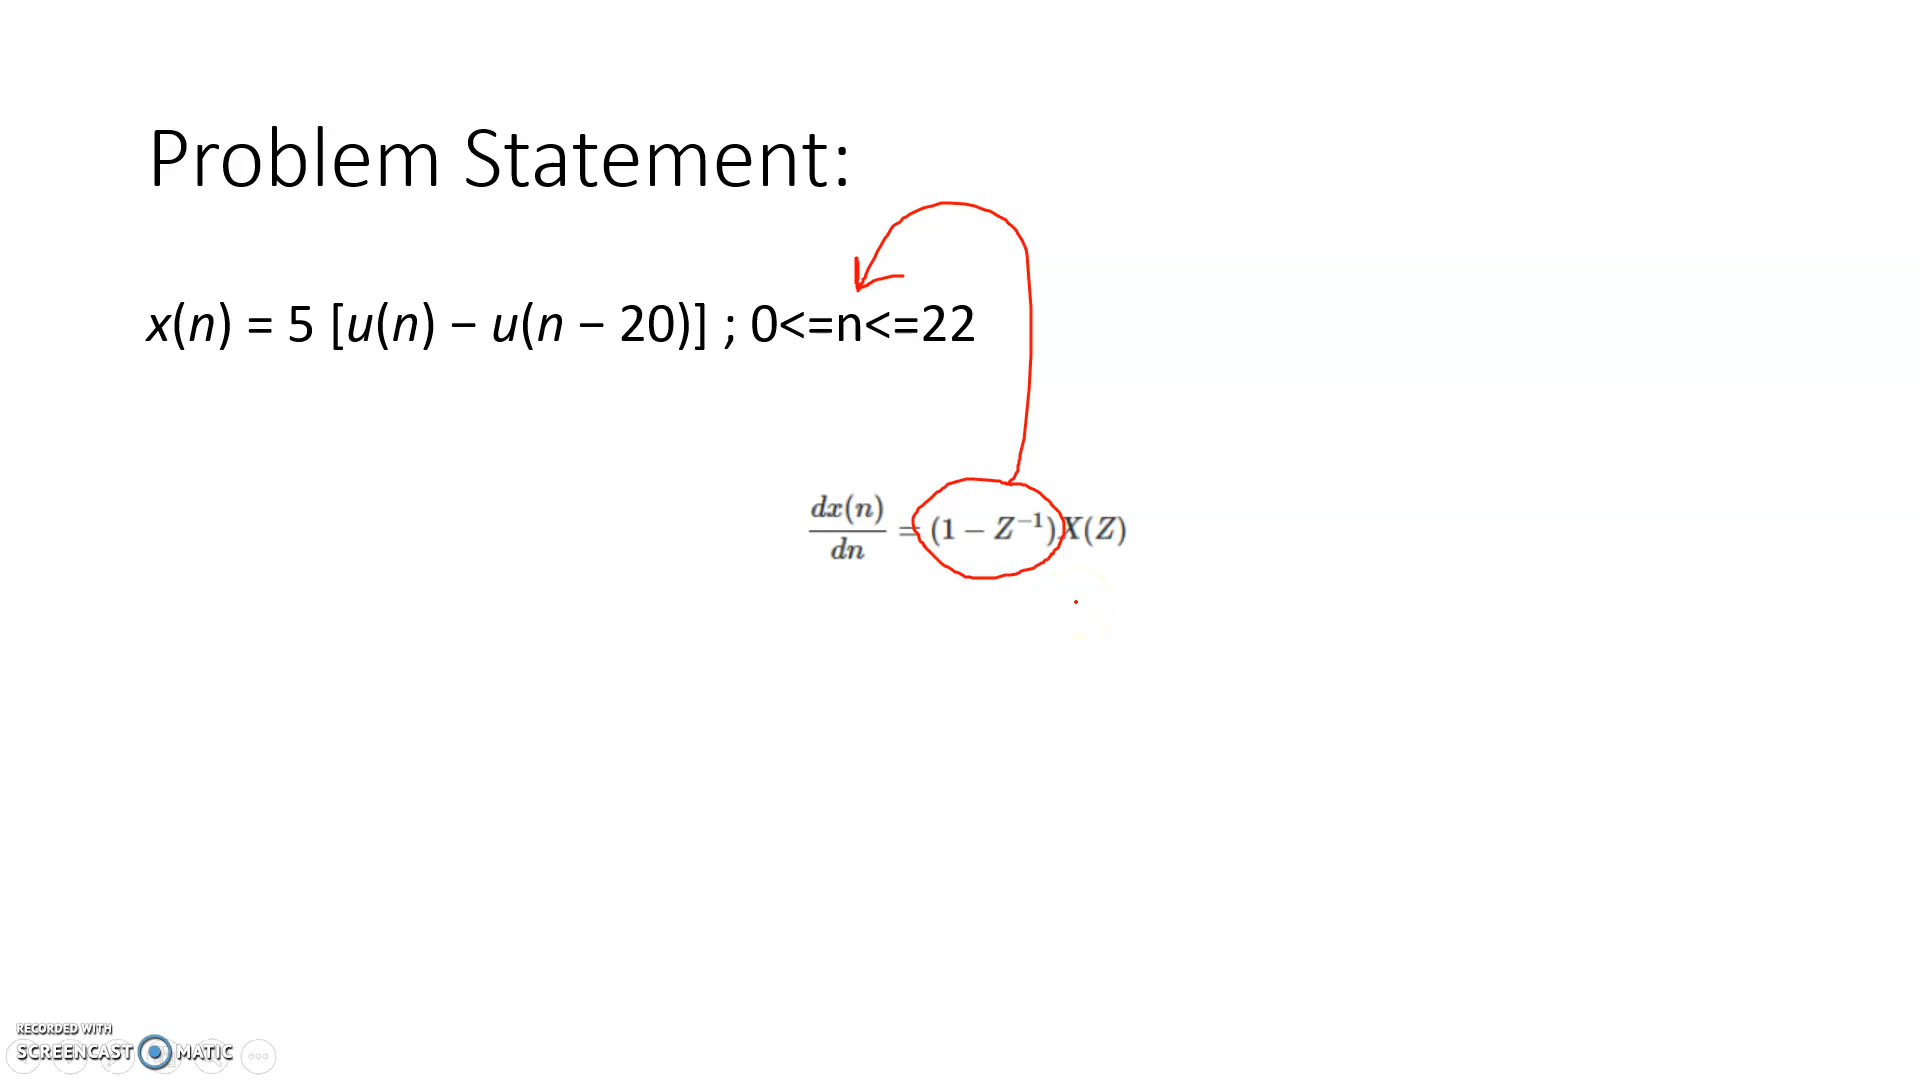 Problem Statement:
x(n) = 5 [u(n) − u(n − 20)] ; 0<=n<=22
dx(n)/dn = (1 − Z⁻¹)X(Z)
RECORDED WITH
SCREENCAST MATIC